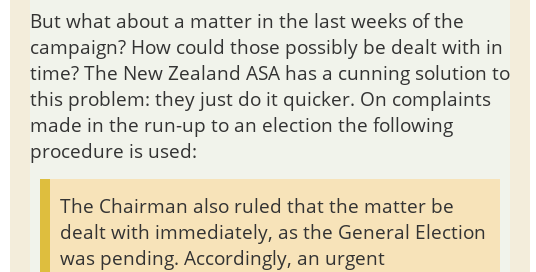 But what about a matter in the last weeks of the
campaign? How could those possibly be dealt with in
time? The New Zealand ASA has a cunning solution to
this problem: they just do it quicker. On complaints
made in the run-up to an election the following
procedure is used:
The Chairman also ruled that the matter be
dealt with immediately, as the General Election
was pending. Accordingly, an urgent